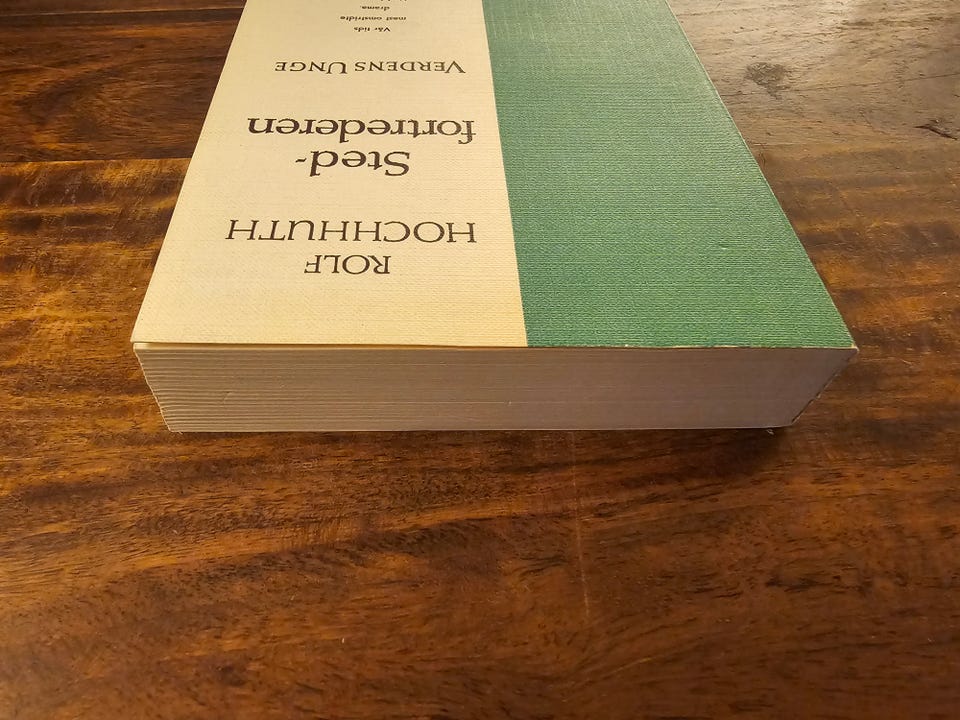 ROLF
HOCHHUTH
Sted-
fortrederen
VERDENS UNGE
Vår tids
mest omstridte
drama.